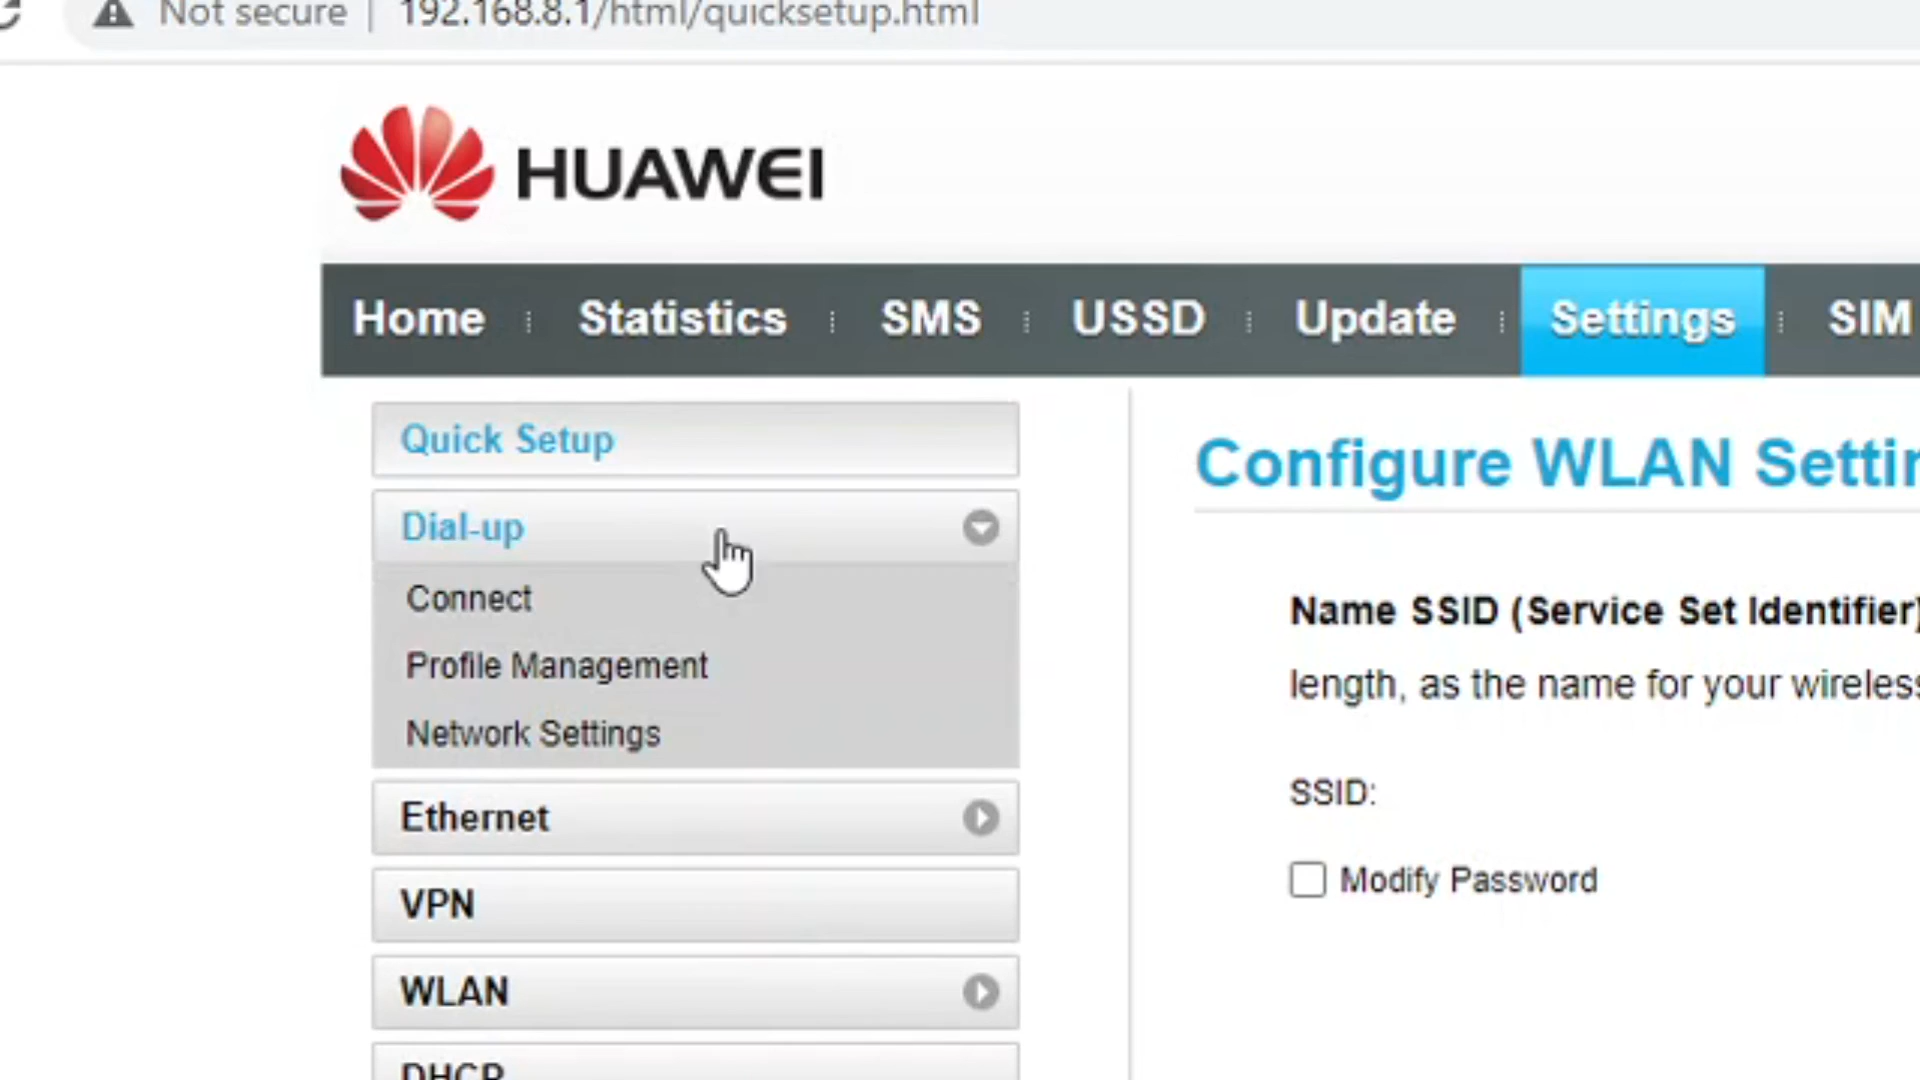 Not secure | 192.168.8.1/html/quicksetup.html
HUAWEI
Home
Statistics
SMS
USSD
Update
Settings
SIM
Quick Setup
Dial-up
Connect
Profile Management
Network Settings
Ethernet
VPN
WLAN
DHCP
Configure WLAN Settin
Name SSID (Service Set Identifier)
length, as the name for your wireless
SSID:
Modify Password